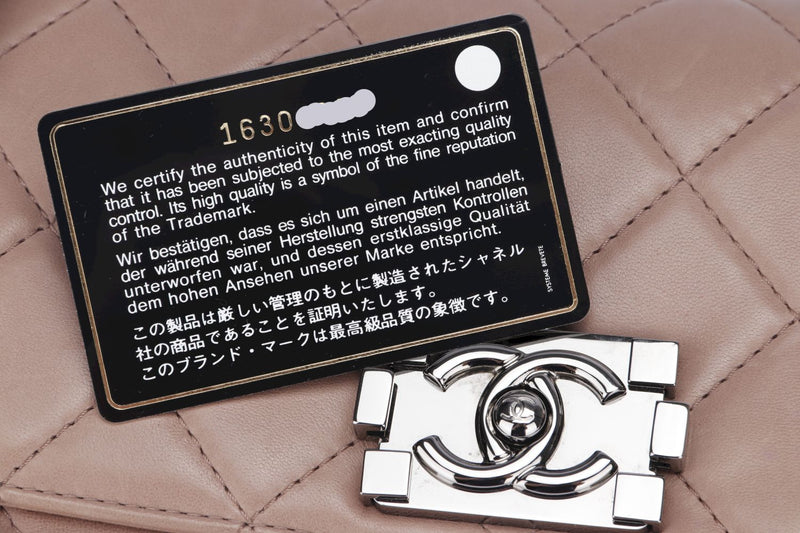 1630
We certify the authenticity of this item and confirm
that it has been subjected to the most exacting quality
control. Its high quality is a symbol of the fine reputation
of the Trademark.
Wir bestätigen, dass es sich um einen Artikel handelt,
der während seiner Herstellung strengsten Kontrollen
unterworfen war, und dessen erstklassige Qualität
dem hohen Ansehen unserer Marke entspricht.
この製品は厳しい管理のもとに製造されたシャネル
社の商品であることを証明いたします。
このブランド・マークは最高級品質の象徴です。
SYSTEME BREVETE